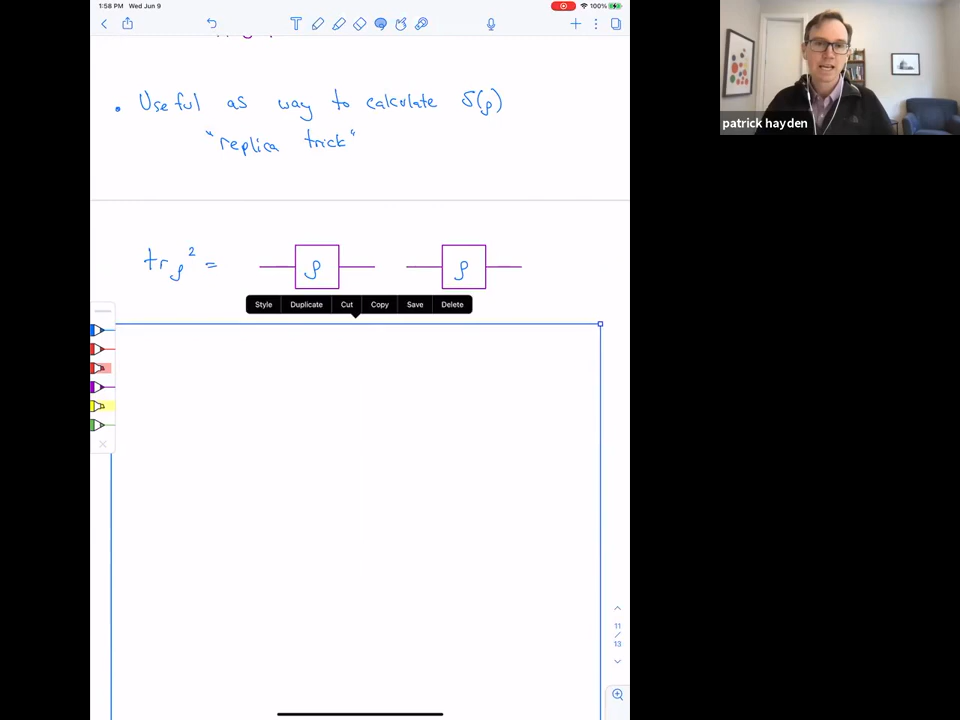 1:58 PM Wed Jun 9
100%
• Useful as way to calculate S(ρ)
"replica trick"
tr ρ² = ρ ρ
Style Duplicate Cut Copy Save Delete
11
/
13
patrick hayden